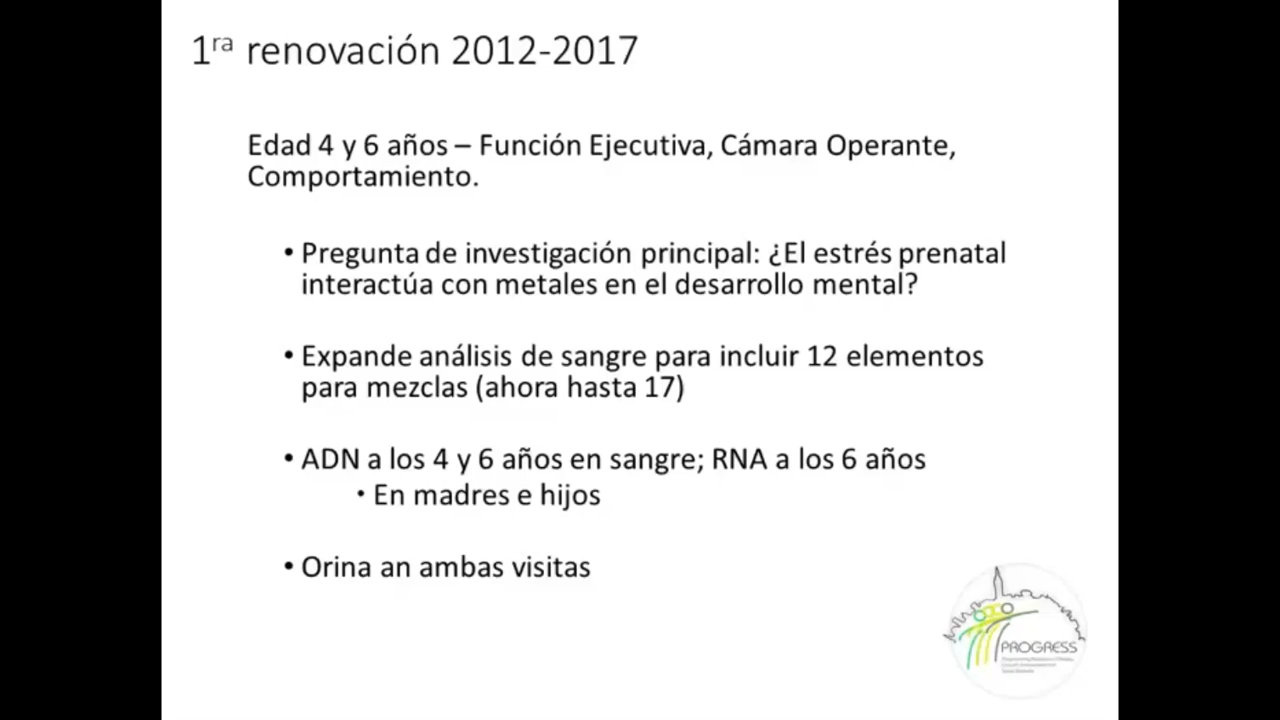 1ra renovación 2012-2017
Edad 4 y 6 años – Función Ejecutiva, Cámara Operante,
Comportamiento.
• Pregunta de investigación principal: ¿El estrés prenatal
interactúa con metales en el desarrollo mental?
• Expande análisis de sangre para incluir 12 elementos
para mezclas (ahora hasta 17)
• ADN a los 4 y 6 años en sangre; RNA a los 6 años
• En madres e hijos
• Orina an ambas visitas
PROGRESS